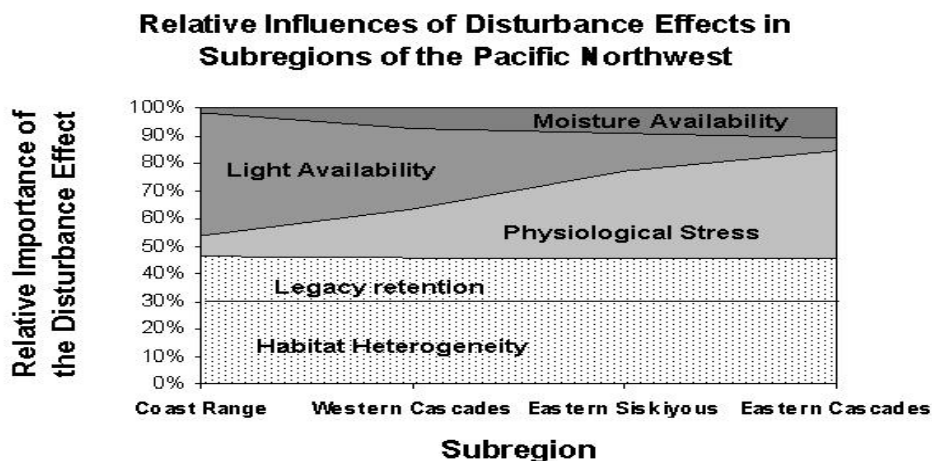 Relative Influences of Disturbance Effects in
Subregions of the Pacific Northwest
Relative Importance of
the Disturbance Effect
100%
90%
80%
70%
60%
50%
40%
30%
20%
10%
0%
Moisture Availability
Light Availability
Physiological Stress
Legacy retention
Habitat Heterogeneity
Coast Range Western Cascades Eastern Siskiyous Eastern Cascades
Subregion